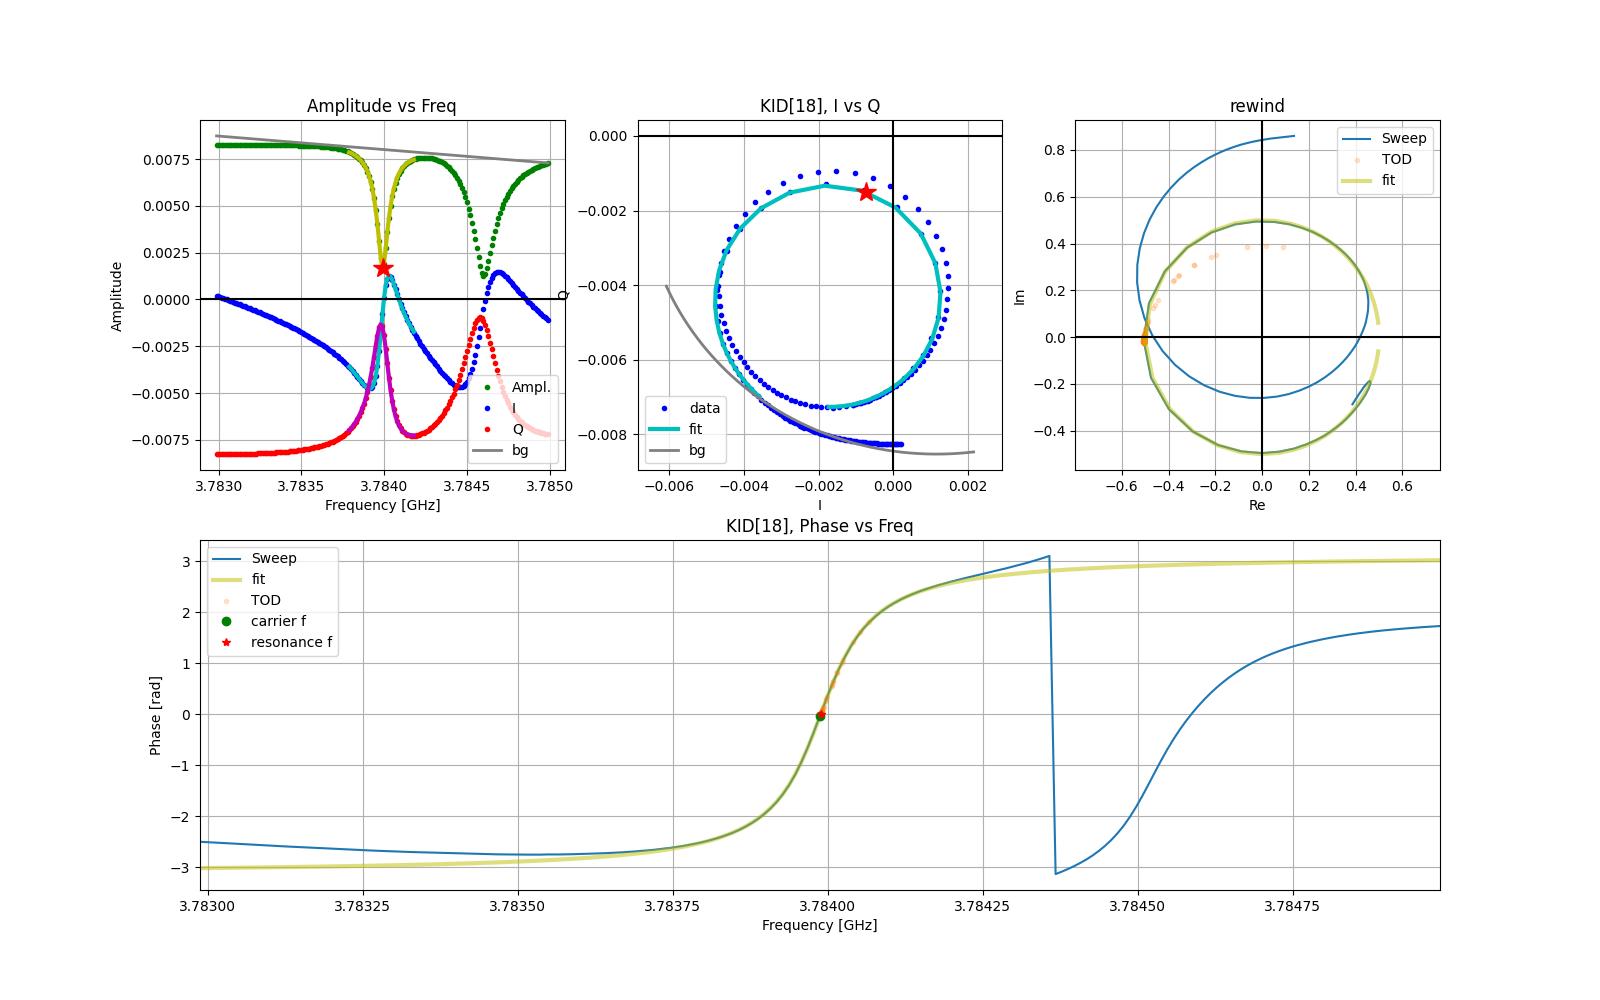 Amplitude vs Freq
Amplitude
0.0075
0.0050
0.0025
0.0000
−0.0025
−0.0050
−0.0075
Ampl.
I
Q
bg
3.7830
3.7835
3.7840
3.7845
3.7850
Frequency [GHz]
KID[18], I vs Q
Q
0.000
−0.002
−0.004
−0.006
−0.008
data
fit
bg
−0.006
−0.004
−0.002
0.000
0.002
I
rewind
Im
0.8
0.6
0.4
0.2
0.0
−0.2
−0.4
Sweep
TOD
fit
−0.6
−0.4
−0.2
0.0
0.2
0.4
0.6
Re
KID[18], Phase vs Freq
Phase [rad]
3
2
1
0
−1
−2
−3
Sweep
fit
TOD
carrier f
resonance f
3.78300
3.78325
3.78350
3.78375
3.78400
3.78425
3.78450
3.78475
Frequency [GHz]